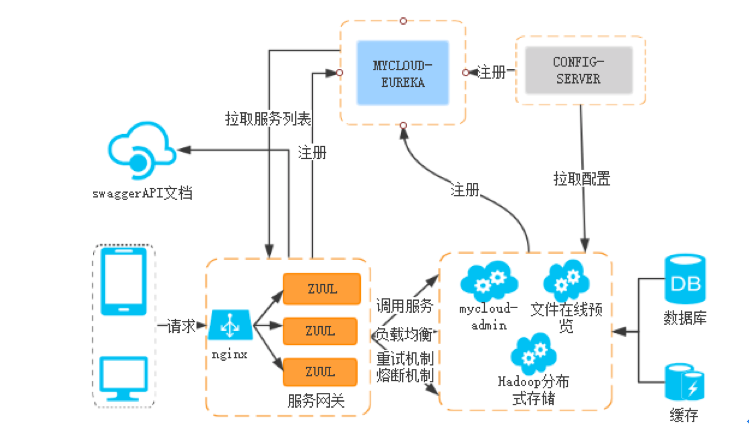 MYCLOUD-
EUREKA
CONFIG-
SERVER
注册
拉取服务列表
注册
swaggerAPI文档
注册
拉取配置
请求
nginx
ZUUL
ZUUL
ZUUL
服务网关
调用服务
负载均衡
重试机制
熔断机制
mycloud-
admin
文件在线预
览
Hadoop分布
式存储
DB
数据库
缓存